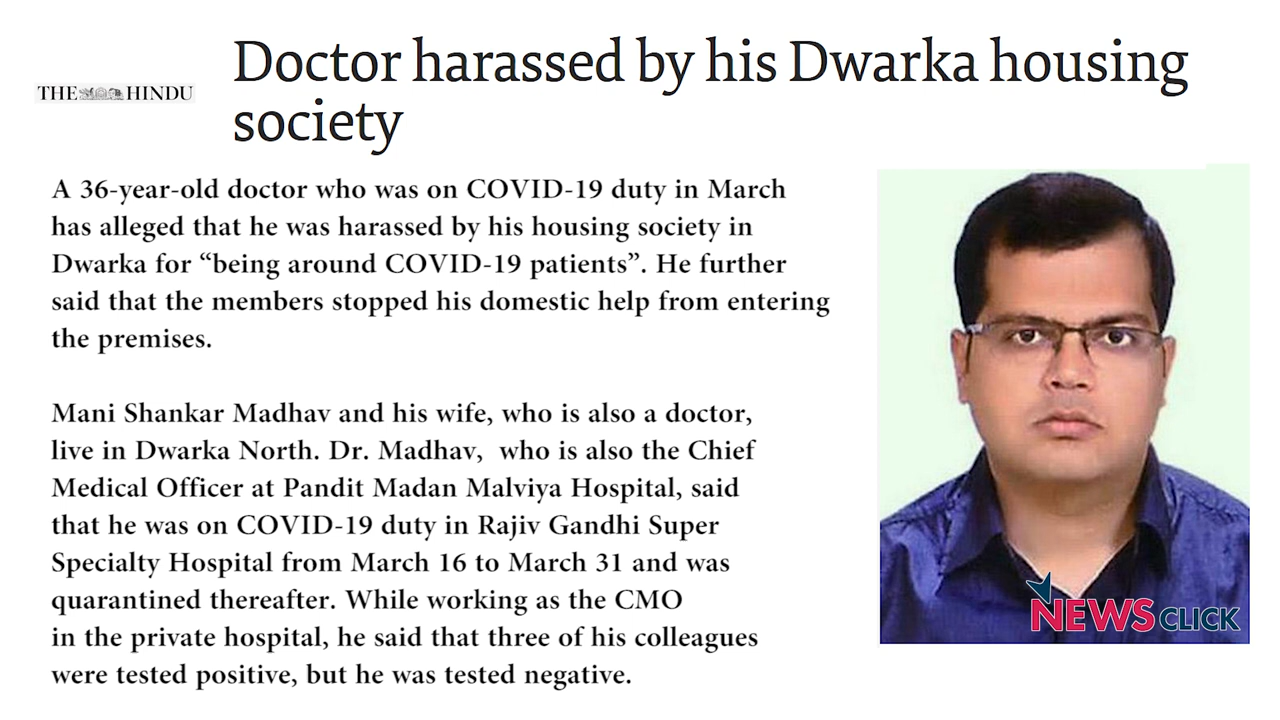 Doctor harassed by his Dwarka housing
society
THE HINDU
A 36-year-old doctor who was on COVID-19 duty in March
has alleged that he was harassed by his housing society in
Dwarka for “being around COVID-19 patients”. He further
said that the members stopped his domestic help from entering
the premises.
Mani Shankar Madhav and his wife, who is also a doctor,
live in Dwarka North. Dr. Madhav,  who is also the Chief
Medical Officer at Pandit Madan Malviya Hospital, said
that he was on COVID-19 duty in Rajiv Gandhi Super
Specialty Hospital from March 16 to March 31 and was
quarantined thereafter. While working as the CMO
in the private hospital, he said that three of his colleagues
were tested positive, but he was tested negative.
NEWSCLICK